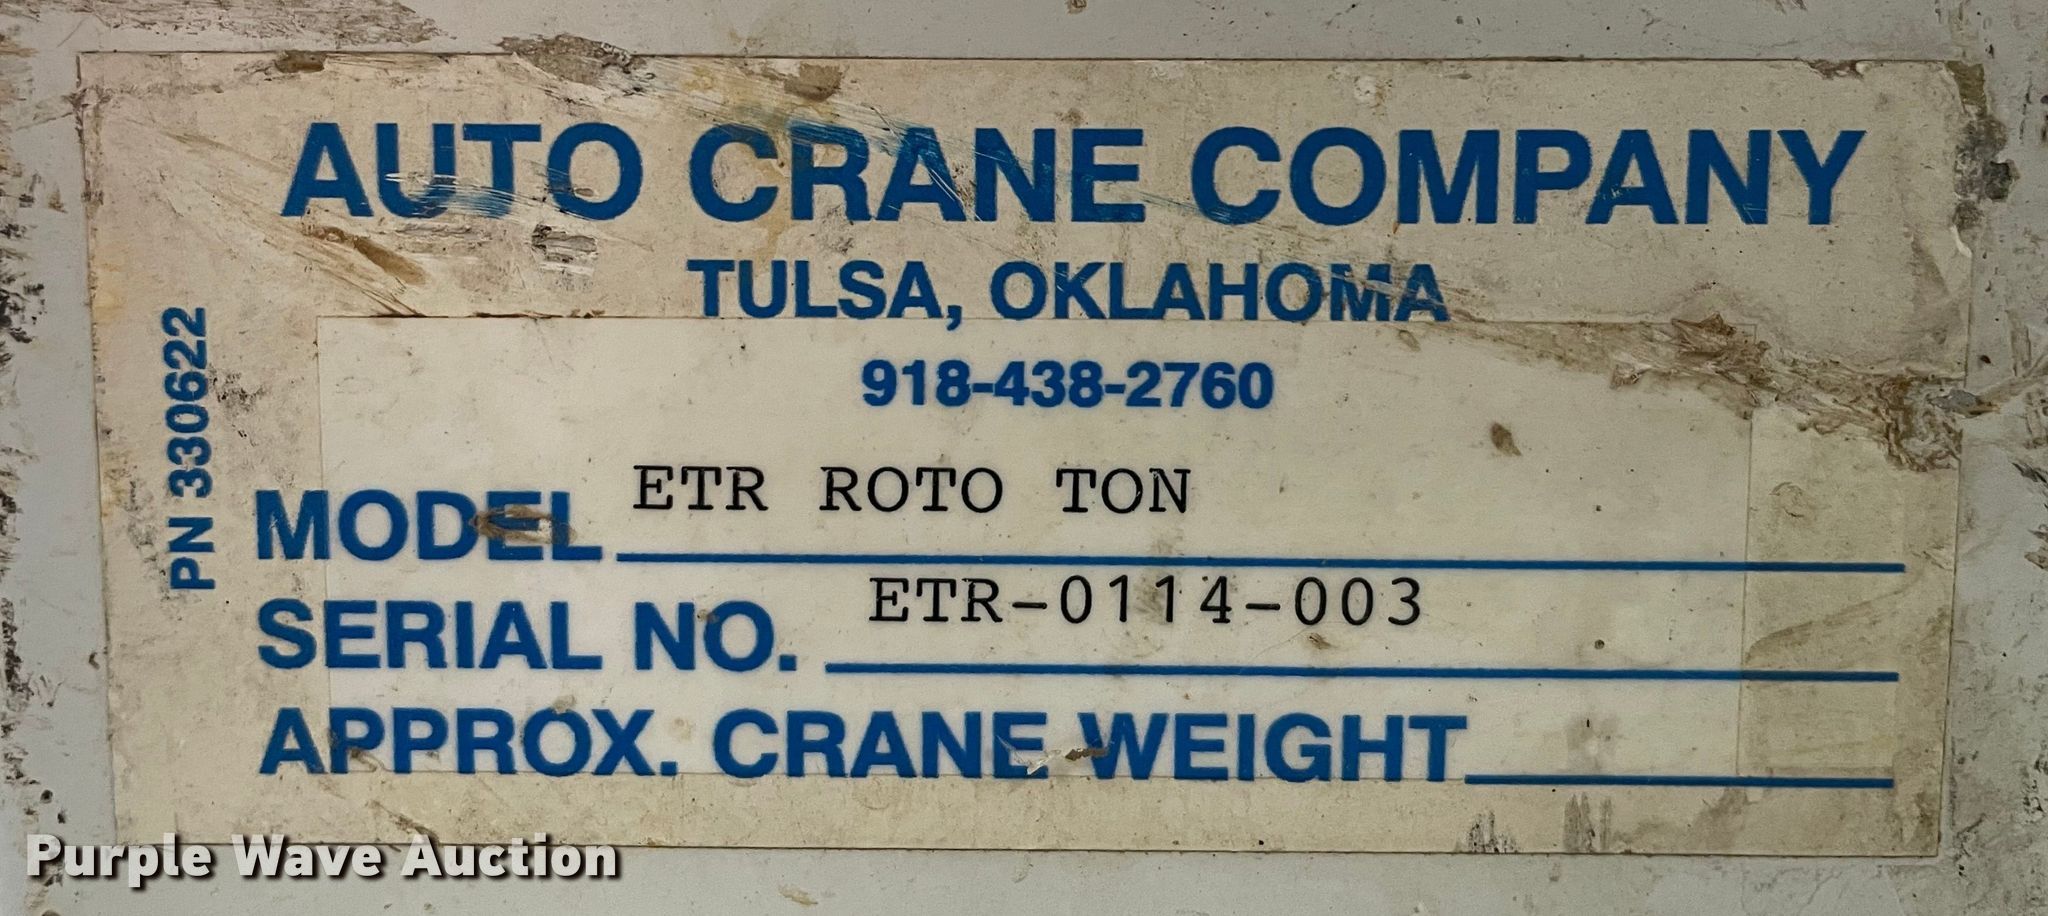 AUTO CRANE COMPANY
TULSA, OKLAHOMA
918-438-2760
PN 330622
MODEL ETR ROTO TON
SERIAL NO. ETR-0114-003
APPROX. CRANE WEIGHT
Purple Wave Auction